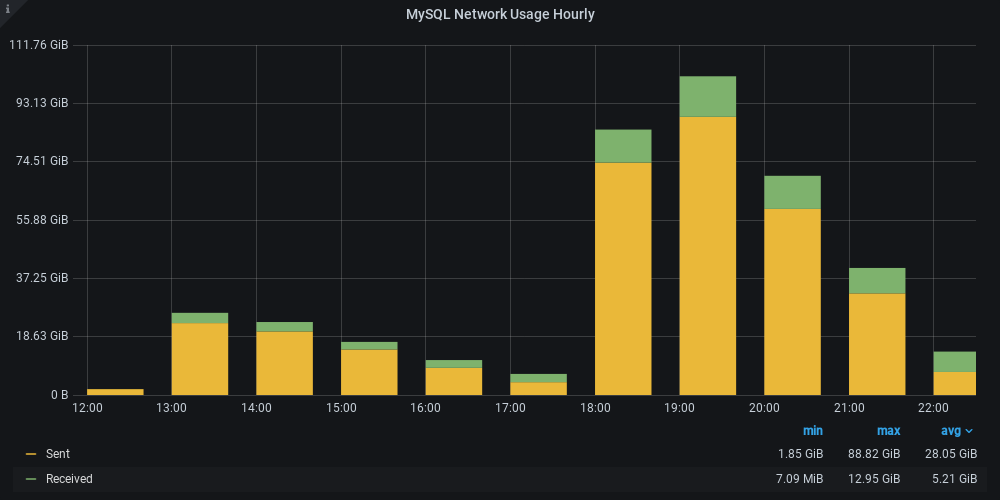 i
MySQL Network Usage Hourly
111.76 GiB
93.13 GiB
74.51 GiB
55.88 GiB
37.25 GiB
18.63 GiB
0 B
12:00 13:00 14:00 15:00 16:00 17:00 18:00 19:00 20:00 21:00 22:00
min max avg
Sent 1.85 GiB 88.82 GiB 28.05 GiB
Received 7.09 MiB 12.95 GiB 5.21 GiB